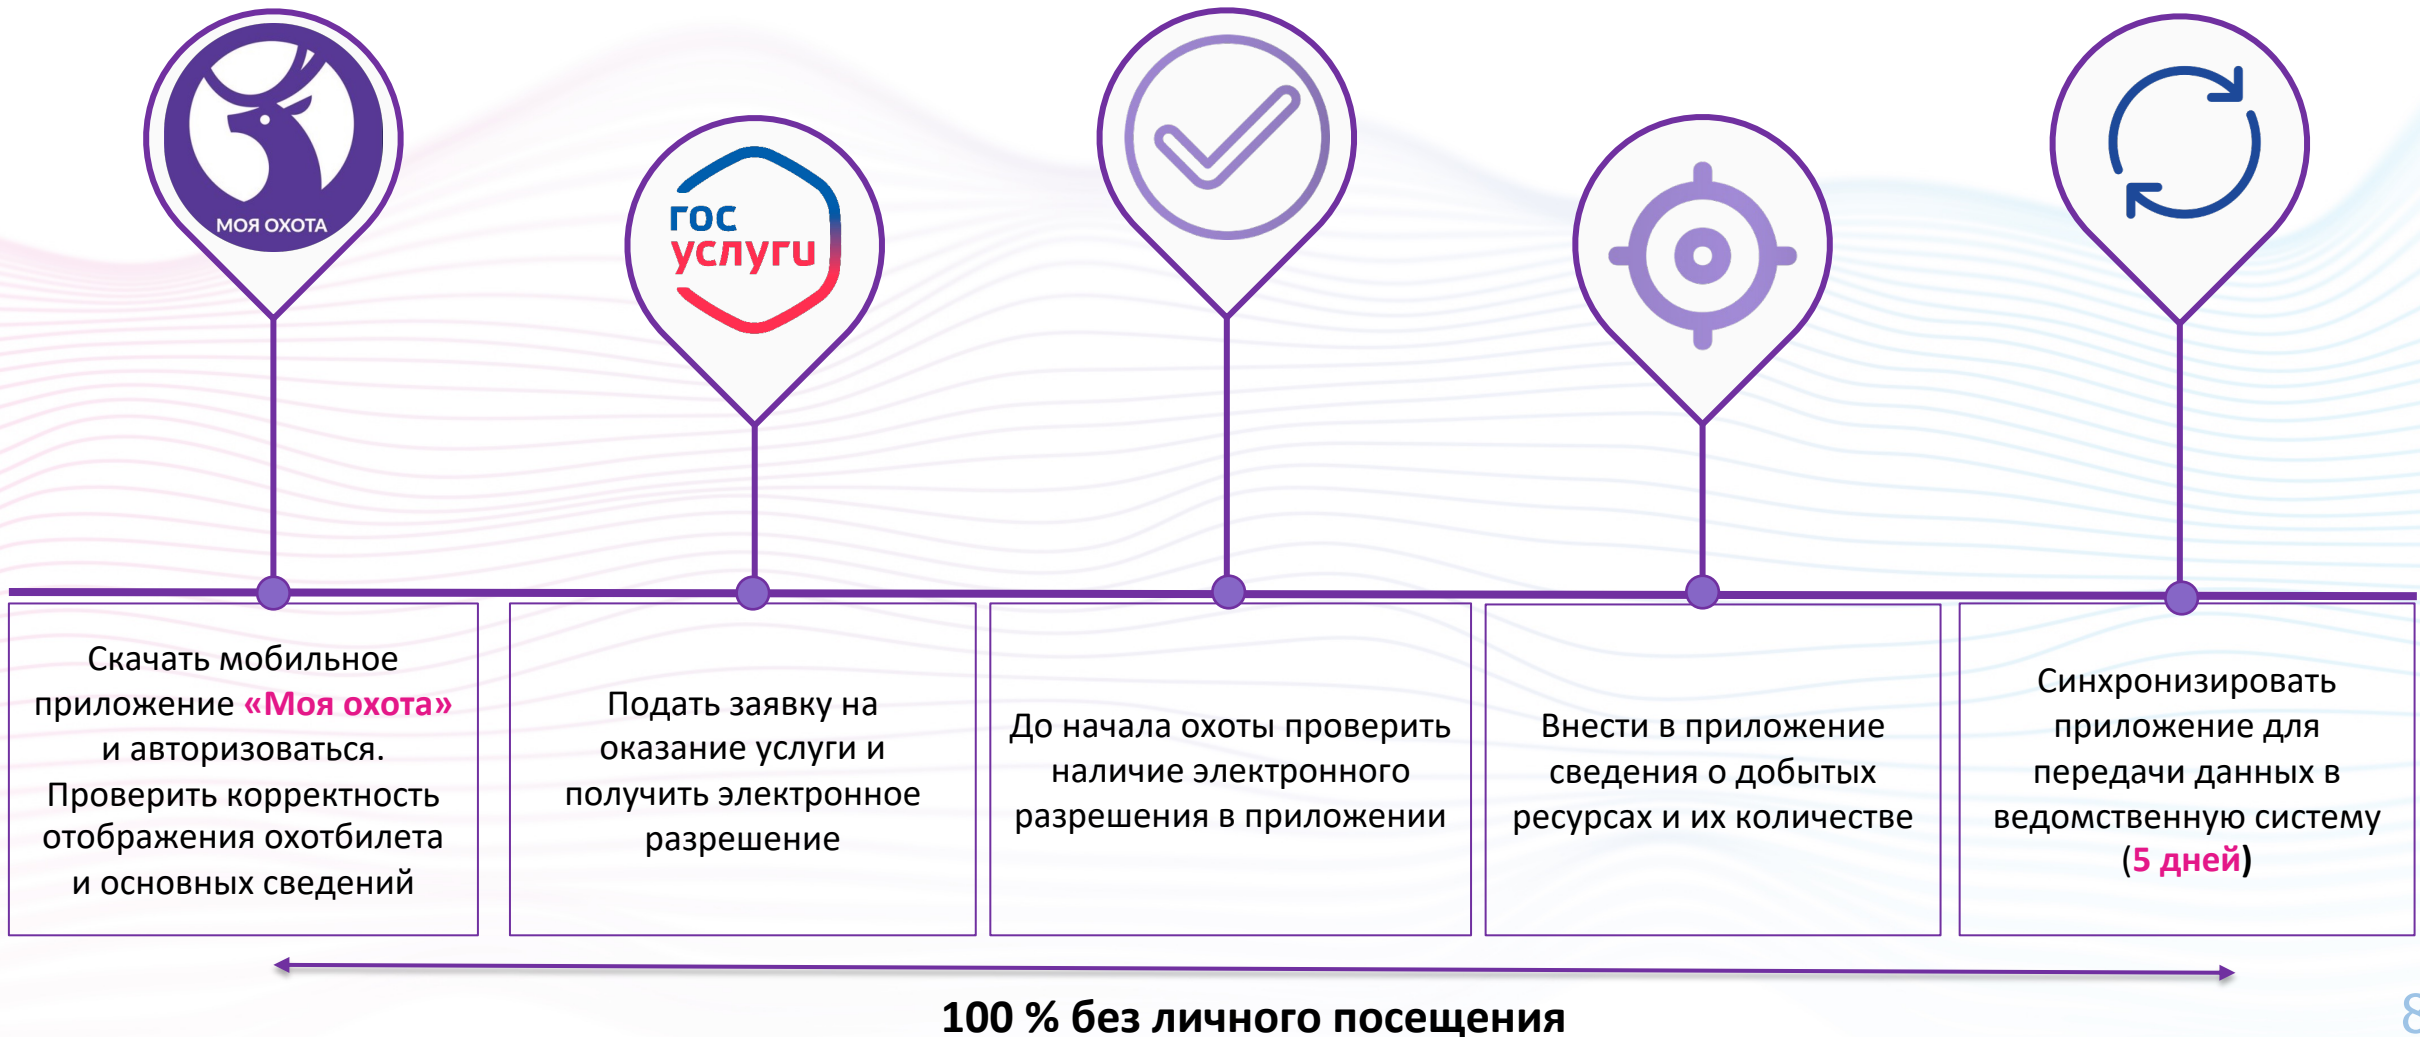 МОЯ ОХОТА
гос
услуги
Скачать мобильное
приложение «Моя охота»
и авторизоваться.
Проверить корректность
отображения охотбилета
и основных сведений
Подать заявку на
оказание услуги и
получить электронное
разрешение
До начала охоты проверить
наличие электронного
разрешения в приложении
Внести в приложение
сведения о добытых
ресурсах и их количестве
Синхронизировать
приложение для
передачи данных в
ведомственную систему
(5 дней)
100 % без личного посещения
8